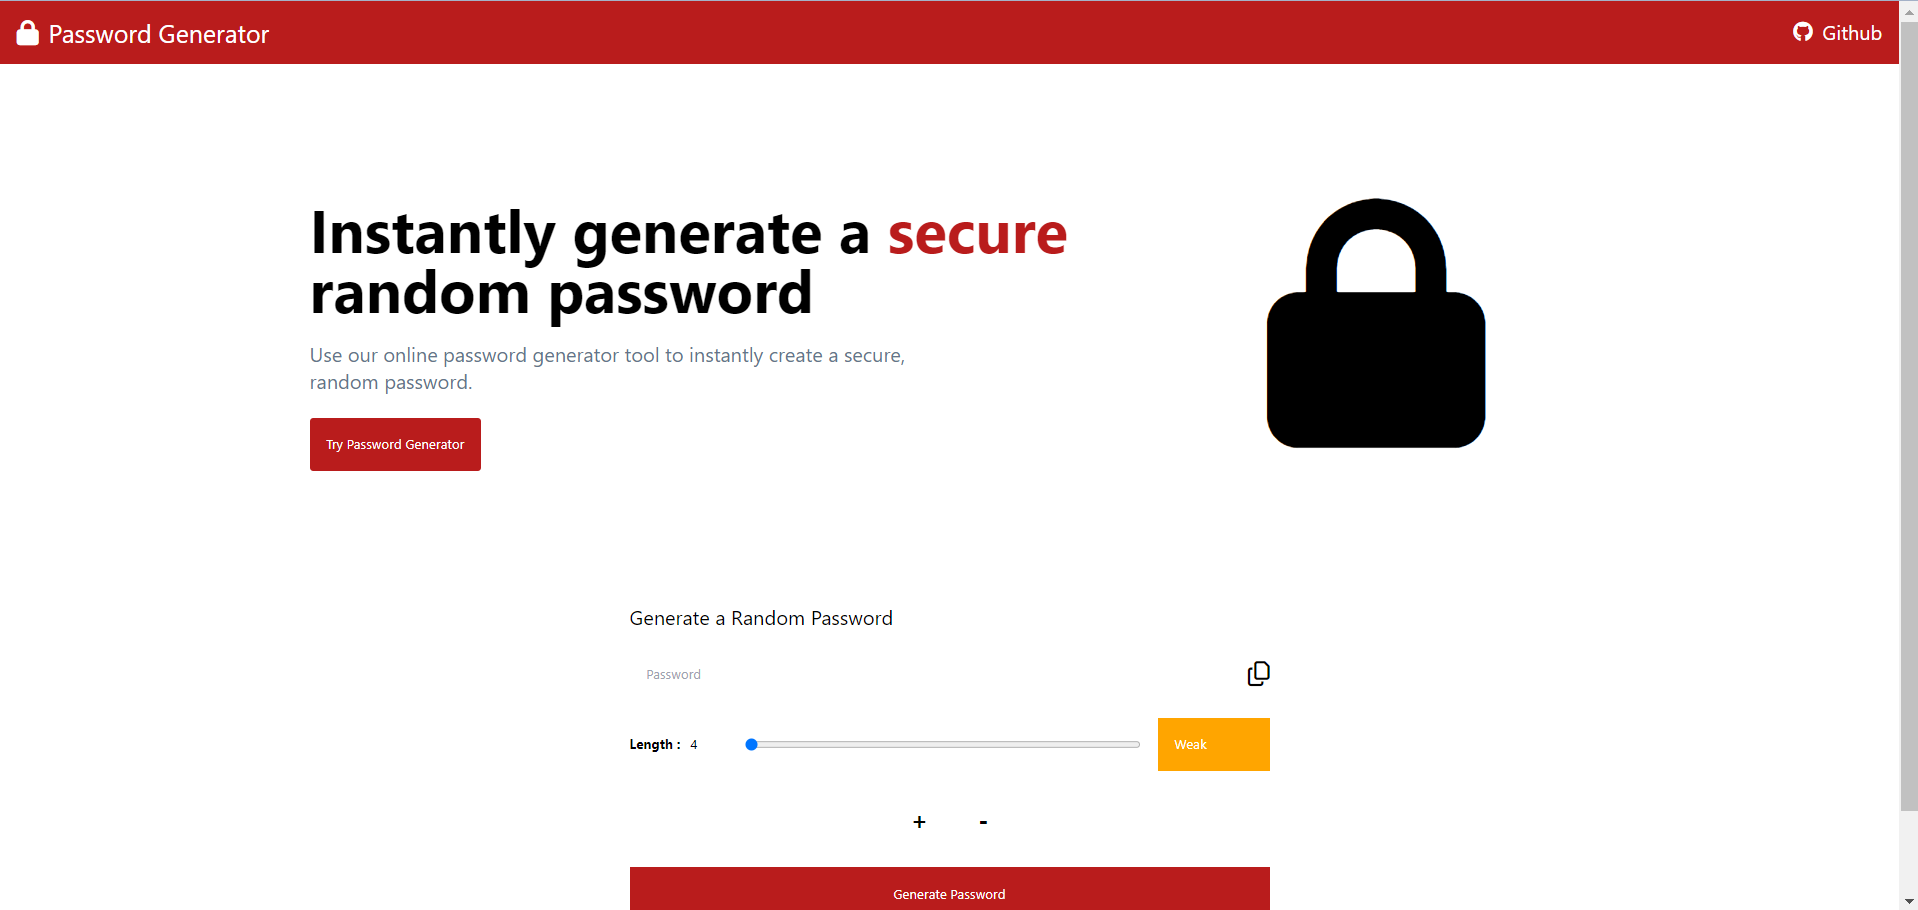 Password Generator
Github
Instantly generate a secure
random password
Use our online password generator tool to instantly create a secure,
random password.
Try Password Generator
Generate a Random Password
Password
Length : 4
Weak
+ -
Generate Password